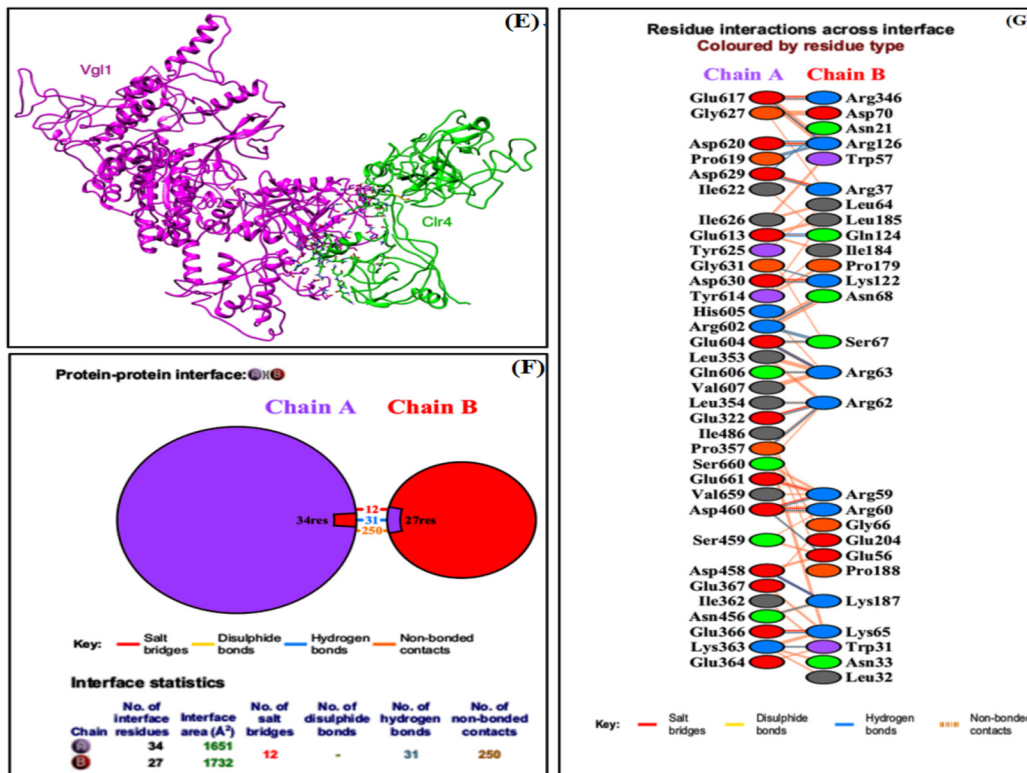 (E)
Vgl1
Clr4
(F)
Protein-protein interface: A B
Chain A Chain B
34res
12
31
250
27res
Key: Salt bridges Disulphide bonds Hydrogen bonds Non-bonded contacts
Interface statistics
Chain No. of interface residues Interface area (Å²) No. of salt bridges No. of disulphide bonds No. of hydrogen bonds No. of non-bonded contacts
A 34 1651
12 - 31 250
B 27 1732
(G
Residue interactions across interface
Coloured by residue type
Chain A Chain B
Glu617 Arg346
Gly627 Asp70
Asn21
Asp620 Arg126
Pro619 Trp57
Asp629
Ile622 Arg37
Leu64
Ile626 Leu185
Glu613 Gln124
Tyr625 Ile184
Gly631 Pro179
Asp630 Lys122
Tyr614 Asn68
His605
Arg602
Glu604 Ser67
Leu353
Gln606 Arg63
Val607
Leu354 Arg62
Glu322
Ile486
Pro357
Ser660
Glu661
Val659 Arg59
Asp460 Arg60
Gly66
Ser459 Glu204
Glu56
Asp458 Pro188
Glu367
Ile362 Lys187
Asn456
Glu366 Lys65
Lys363 Trp31
Glu364 Asn33
Leu32
Key: Salt bridges Disulphide bonds Hydrogen bonds Non-bonded contacts